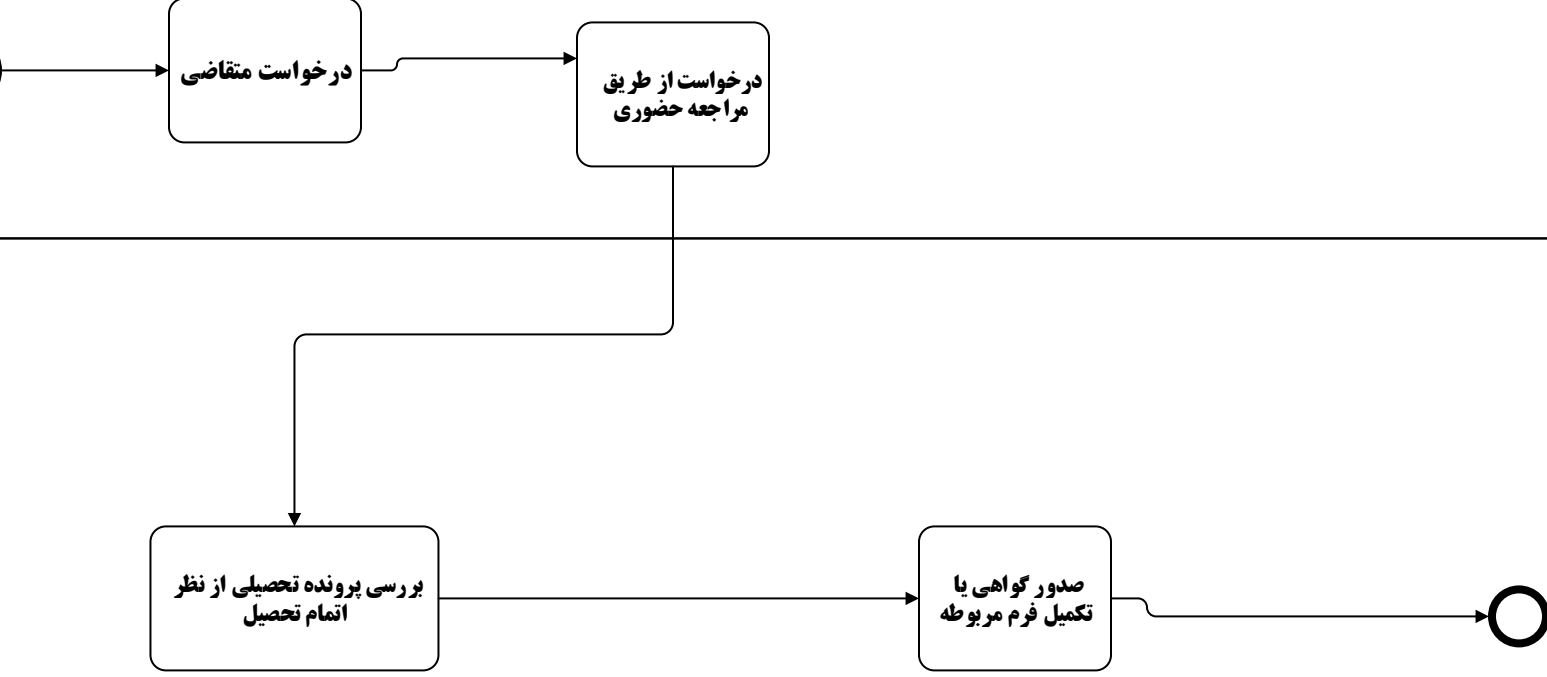 درخواست متقاضی
درخواست از طریق
مراجعه حضوری
بررسی پرونده تحصیلی از نظر
اتمام تحصیل
صدور گواهی یا
تکمیل فرم مربوطه